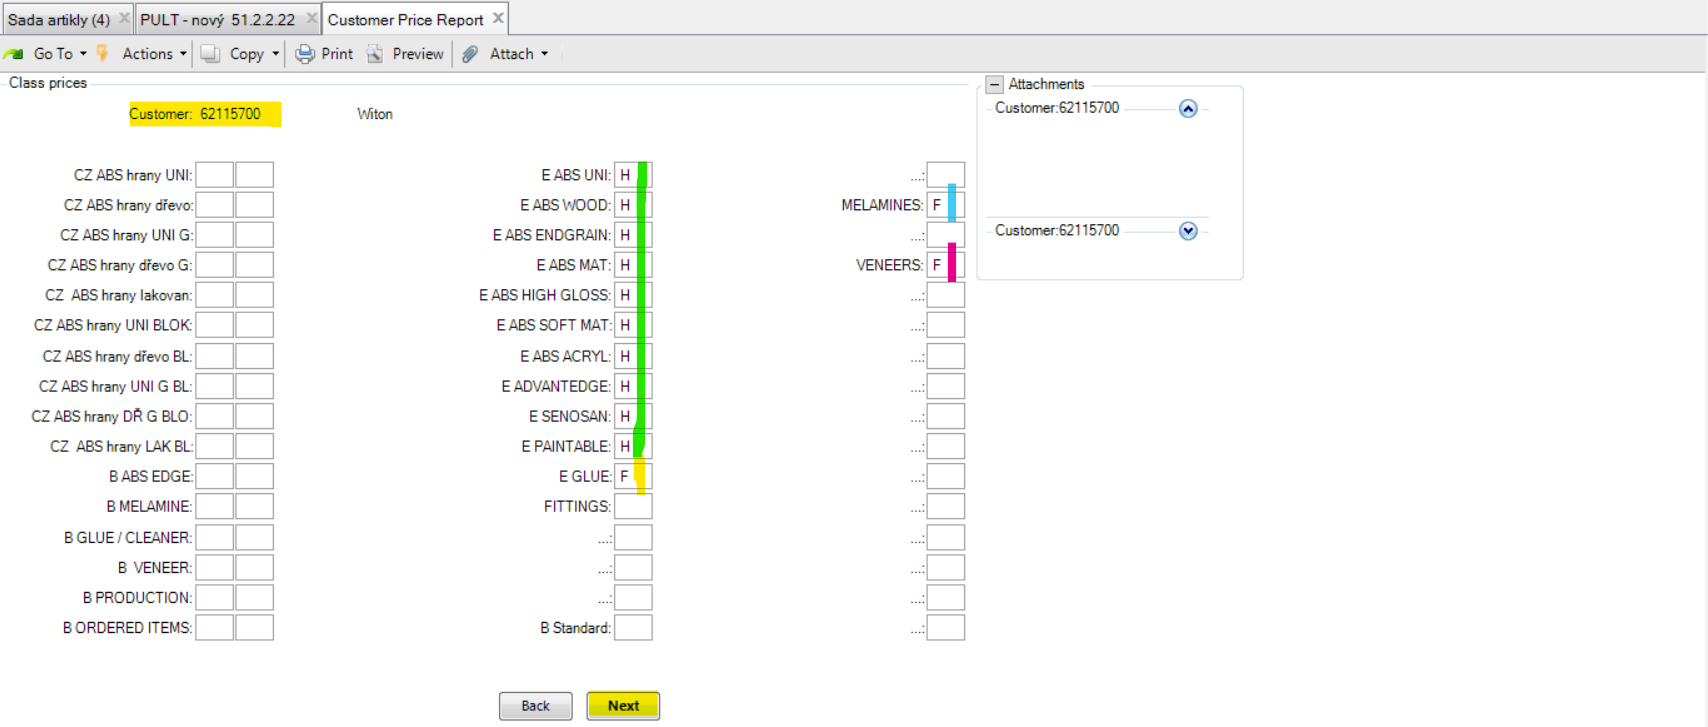 Sada artikly (4) PULT - nový 51.2.2.22 Customer Price Report
Go To Actions Copy Print Preview Attach
Class prices
Customer: 62115700 Witon
CZ ABS hrany UNI:
CZ ABS hrany dřevo:
CZ ABS hrany UNI G:
CZ ABS hrany dřevo G:
CZ ABS hrany lakovan:
CZ ABS hrany UNI BLOK:
CZ ABS hrany dřevo BL:
CZ ABS hrany UNI G BL:
CZ ABS hrany DŘ G BLO:
CZ ABS hrany LAK BL:
B ABS EDGE:
B MELAMINE:
B GLUE / CLEANER:
B VENEER:
B PRODUCTION:
B ORDERED ITEMS:
E ABS UNI: H
E ABS WOOD: H
E ABS ENDGRAIN: H
E ABS MAT: H
E ABS HIGH GLOSS: H
E ABS SOFT MAT: H
E ABS ACRYL: H
E ADVANTEDGE: H
E SENOSAN: H
E PAINTABLE: H
E GLUE: F
FITTINGS:
...:
...:
...:
B Standard:
...:
MELAMINES: F
...:
VENEERS: F
...:
...:
...:
...:
...:
...:
...:
...:
...:
...:
...:
...:
Attachments
Customer:62115700
Customer:62115700
Back Next